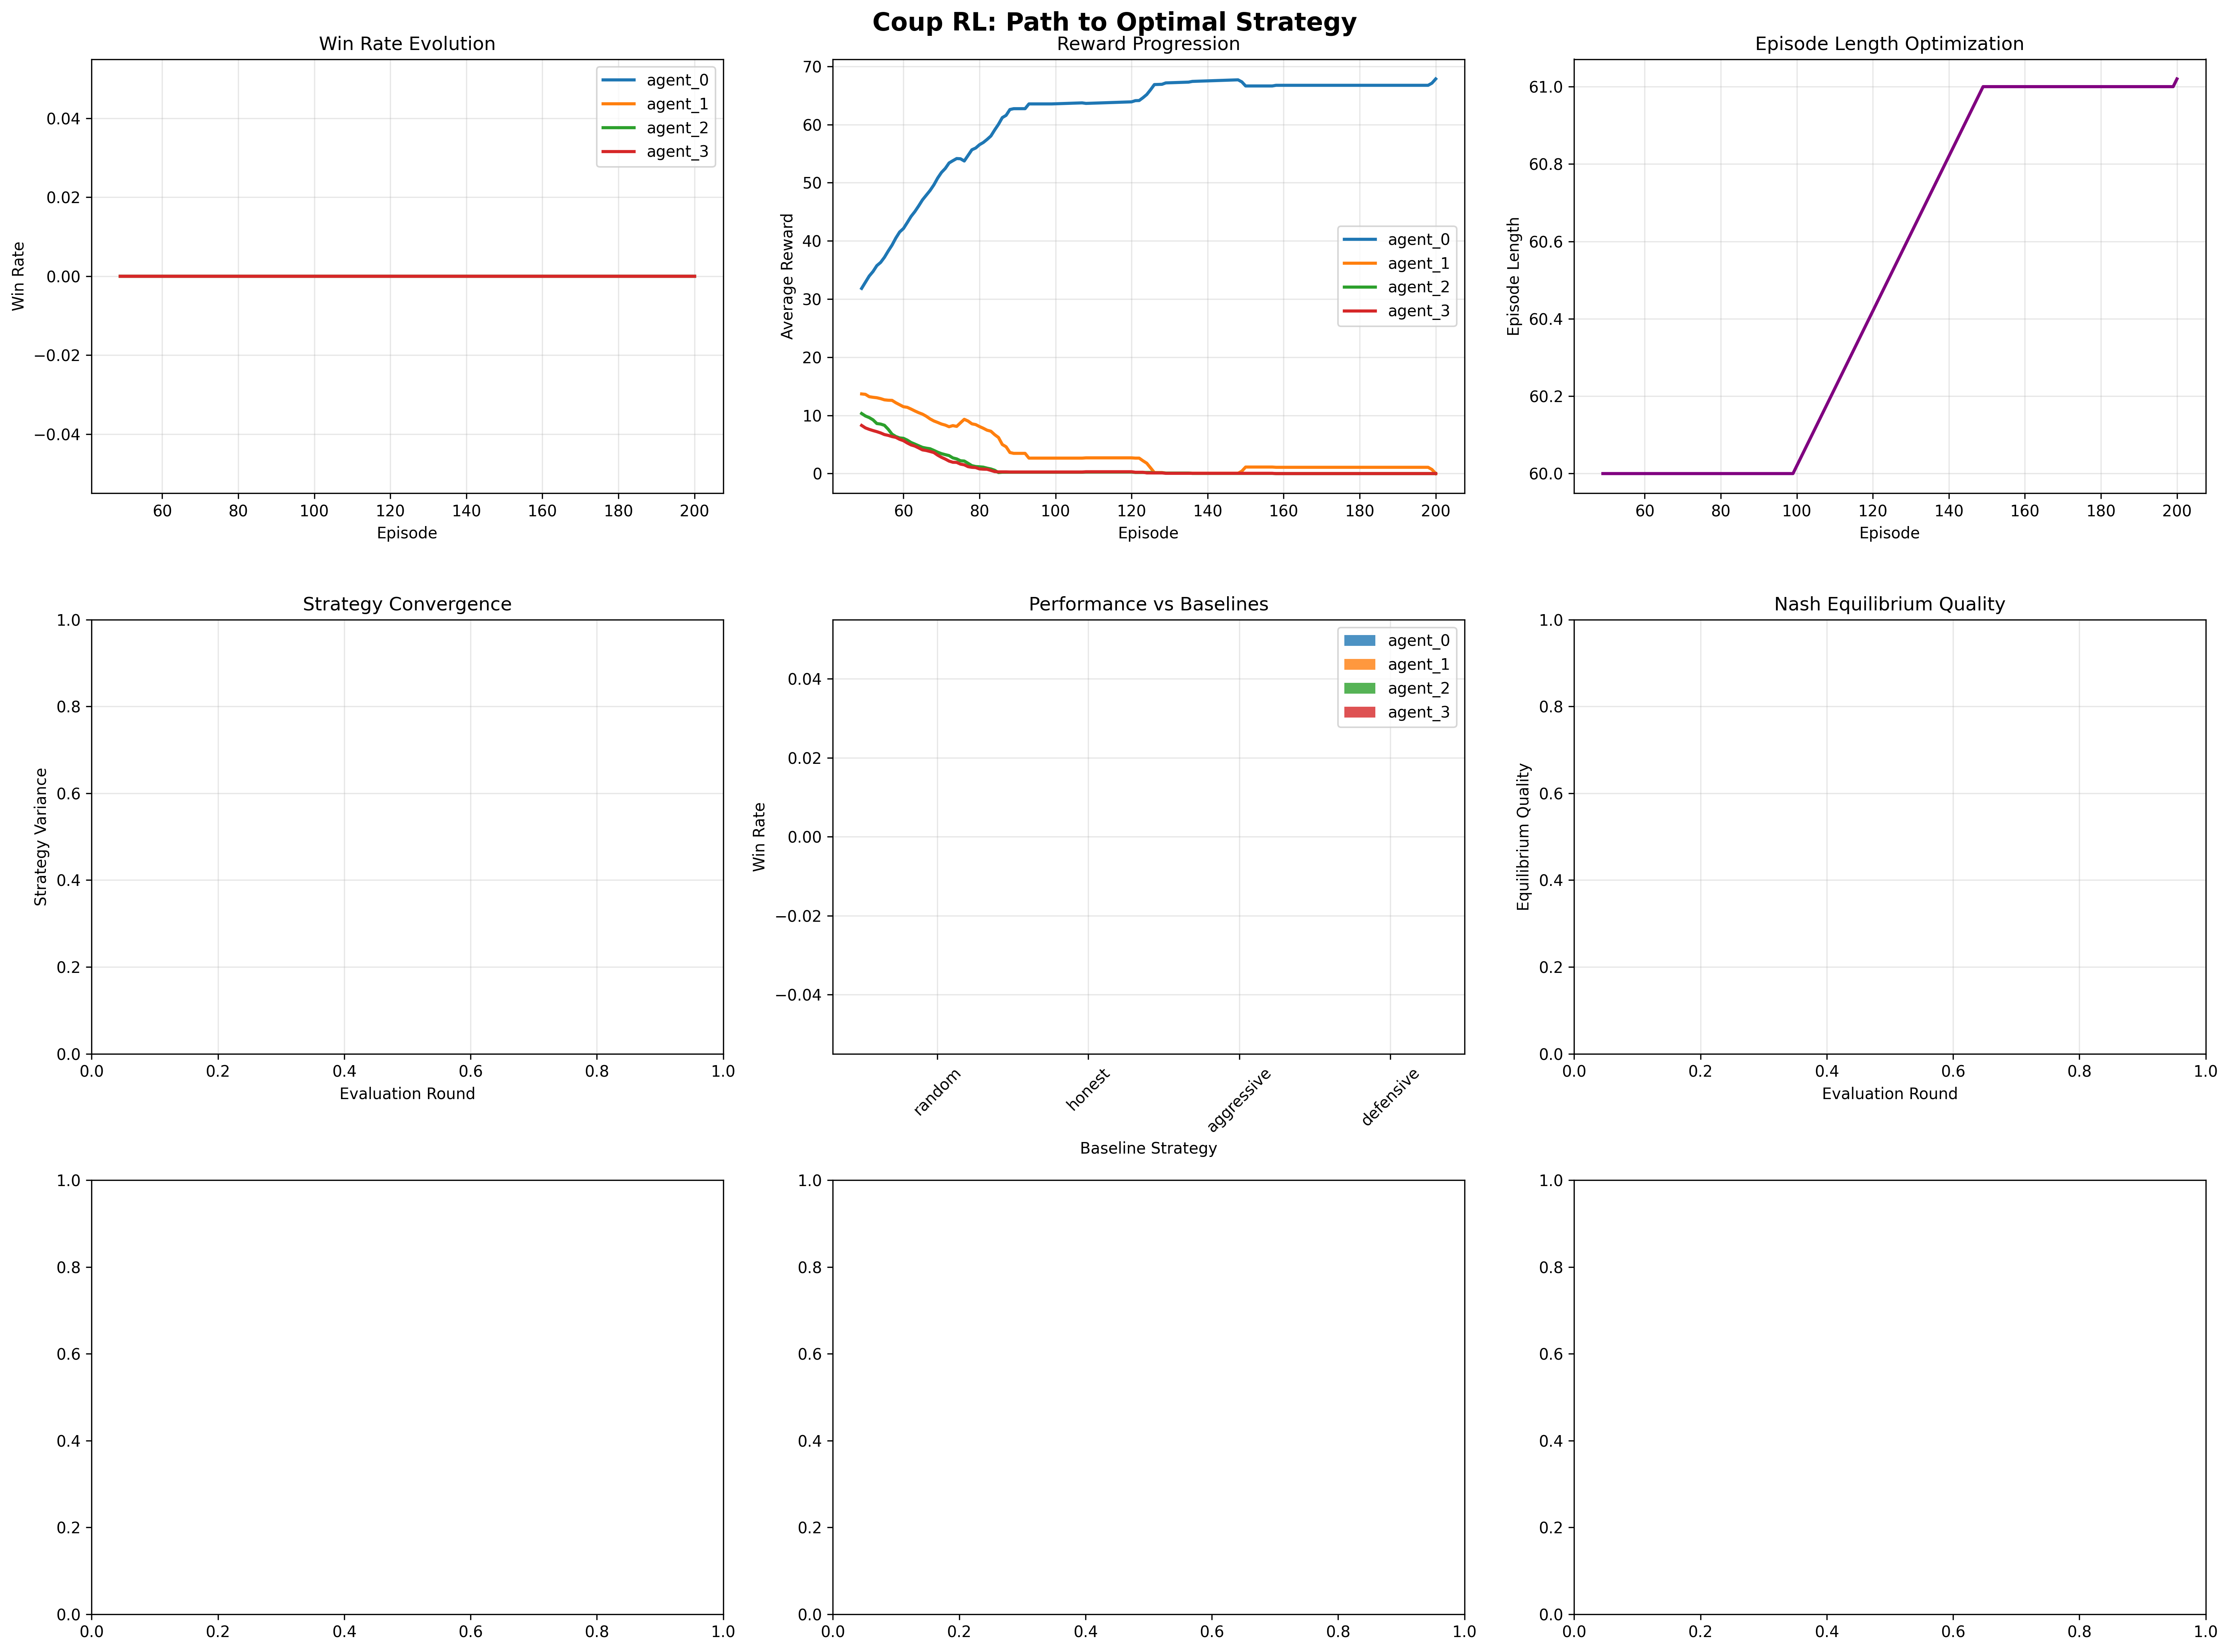 Coup RL: Path to Optimal Strategy
Win Rate Evolution
Win Rate
0.04
0.02
0.00
−0.02
−0.04
agent_0
agent_1
agent_2
agent_3
60 80 100 120 140 160 180 200
Episode
Reward Progression
Average Reward
70
60
50
40
30
20
10
0
agent_0
agent_1
agent_2
agent_3
60 80 100 120 140 160 180 200
Episode
Episode Length Optimization
Episode Length
61.0
60.8
60.6
60.4
60.2
60.0
60 80 100 120 140 160 180 200
Episode
Strategy Convergence
Strategy Variance
1.0
0.8
0.6
0.4
0.2
0.0
0.0 0.2 0.4 0.6 0.8 1.0
Evaluation Round
Performance vs Baselines
Win Rate
0.04
0.02
0.00
−0.02
−0.04
agent_0
agent_1
agent_2
agent_3
random honest aggressive defensive
Baseline Strategy
Nash Equilibrium Quality
Equilibrium Quality
1.0
0.8
0.6
0.4
0.2
0.0
0.0 0.2 0.4 0.6 0.8 1.0
Evaluation Round
1.0
0.8
0.6
0.4
0.2
0.0
0.0 0.2 0.4 0.6 0.8 1.0
1.0
0.8
0.6
0.4
0.2
0.0
0.0 0.2 0.4 0.6 0.8 1.0
1.0
0.8
0.6
0.4
0.2
0.0
0.0 0.2 0.4 0.6 0.8 1.0